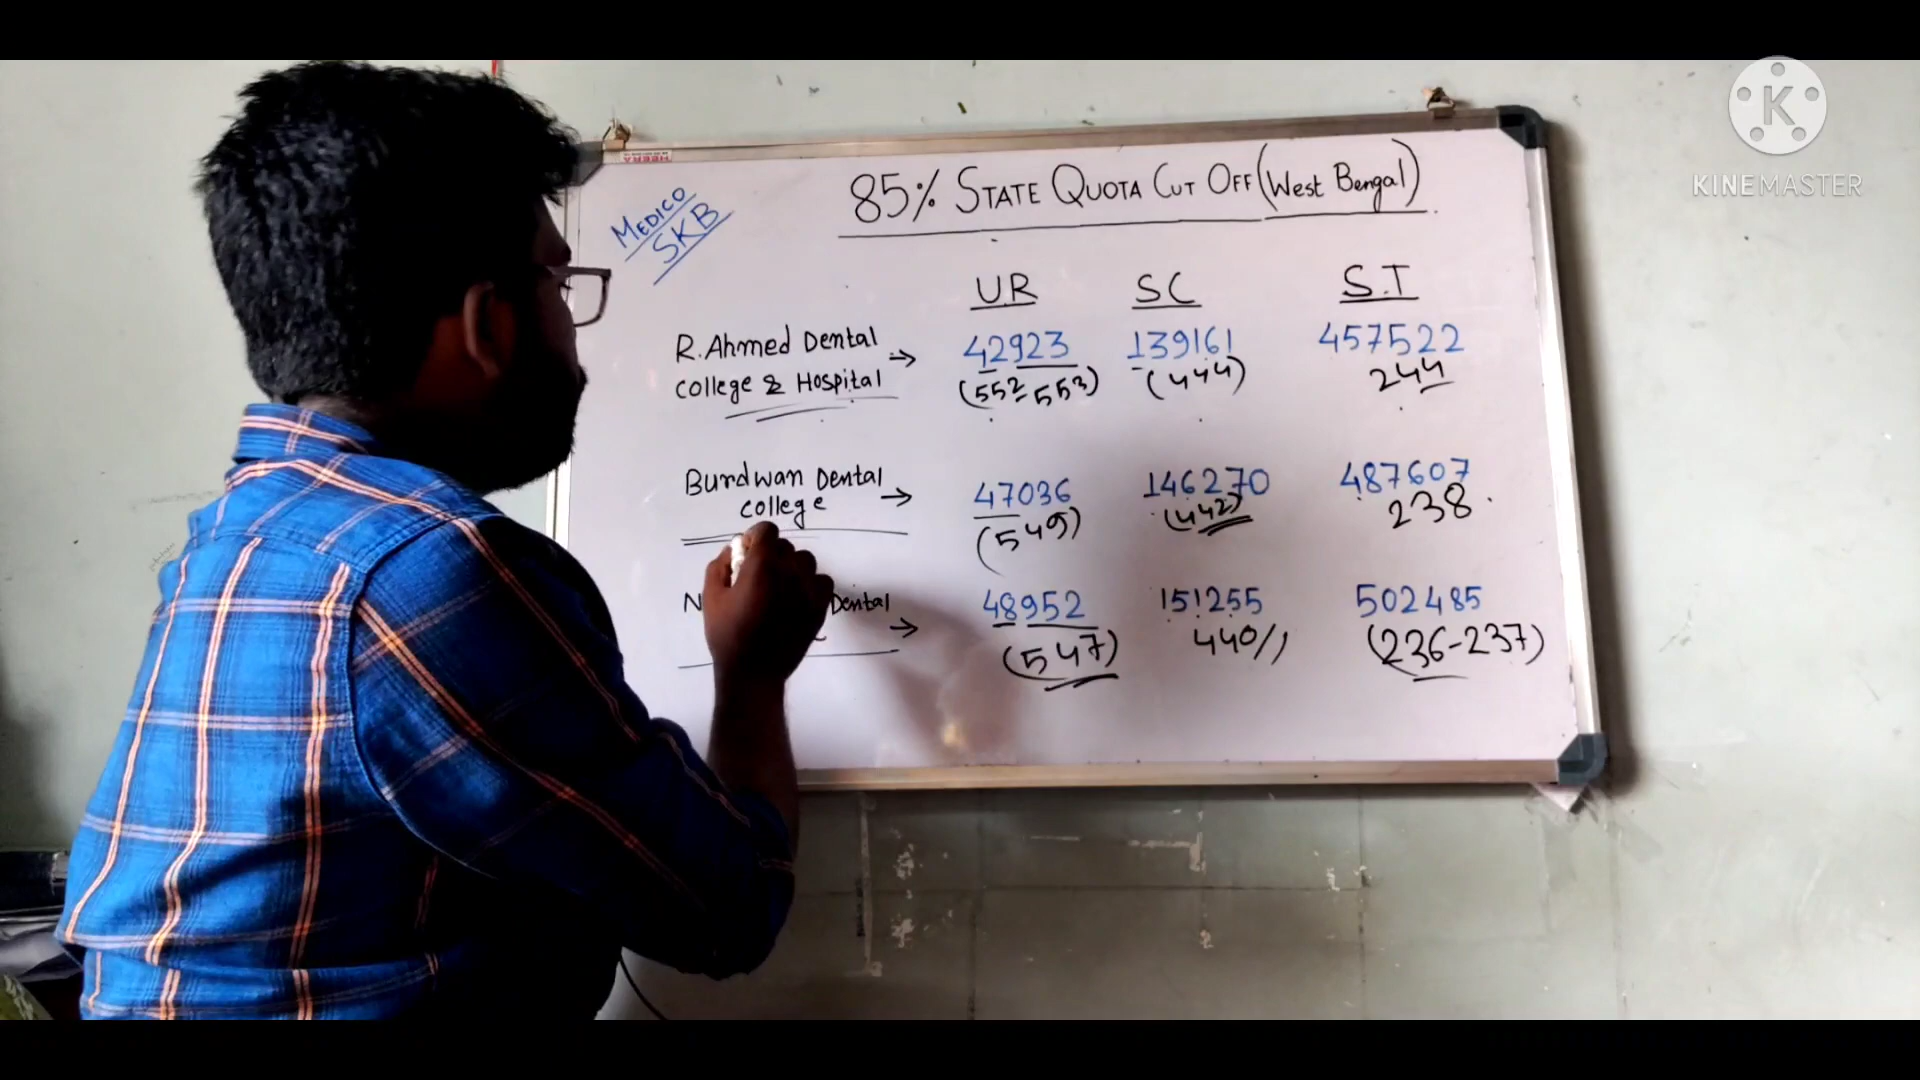 K
KINEMASTER
MEDICO
SKB
85% STATE QUOTA CUT OFF (West Bengal)
UR SC S.T
R. Ahmed Dental
College & Hospital → 42923 139161 457522
(552 553) (444) 244
Burdwan Dental
College → 47036 146270 487607
(549) (442) 238
Dental → 48952 151255 502485
(547) 440// (236-237)